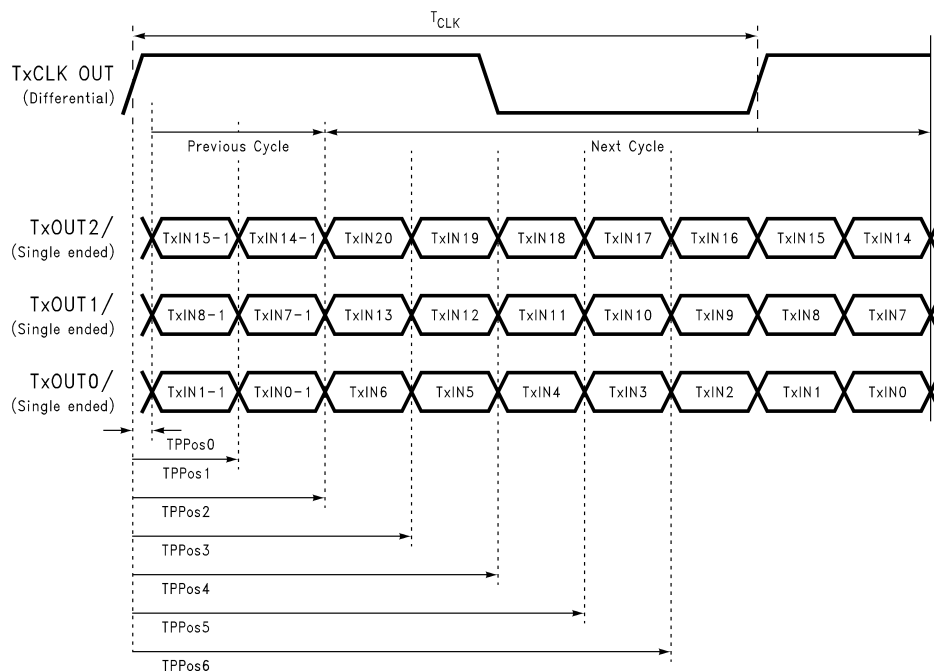 TCLK
TxCLK OUT
(Differential)
Previous Cycle
Next Cycle
TxOUT2/
(Single ended)
TxIN15-1 TxIN14-1 TxIN20 TxIN19 TxIN18 TxIN17 TxIN16 TxIN15 TxIN14
TxOUT1/
(Single ended)
TxIN8-1 TxIN7-1 TxIN13 TxIN12 TxIN11 TxIN10 TxIN9 TxIN8 TxIN7
TxOUT0/
(Single ended)
TxIN1-1 TxIN0-1 TxIN6 TxIN5 TxIN4 TxIN3 TxIN2 TxIN1 TxIN0
TPPos0
TPPos1
TPPos2
TPPos3
TPPos4
TPPos5
TPPos6